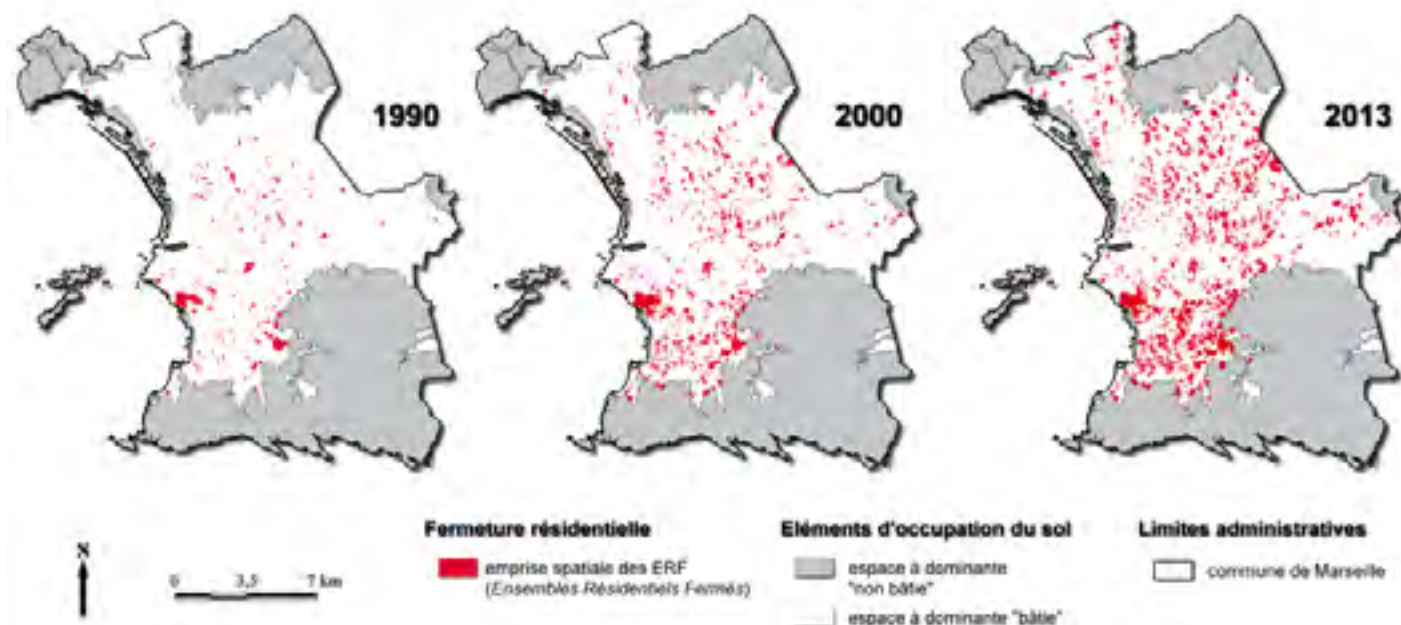 1990
2000
2013
Fermeture résidentielle
emprise spatiale des ERF
(Ensembles Résidentiels Fermés)
Eléments d'occupation du sol
espace à dominante
"non bâtie"
espace à dominante "bâtie"
Limites administratives
commune de Marseille
N
0 3,5 7 km